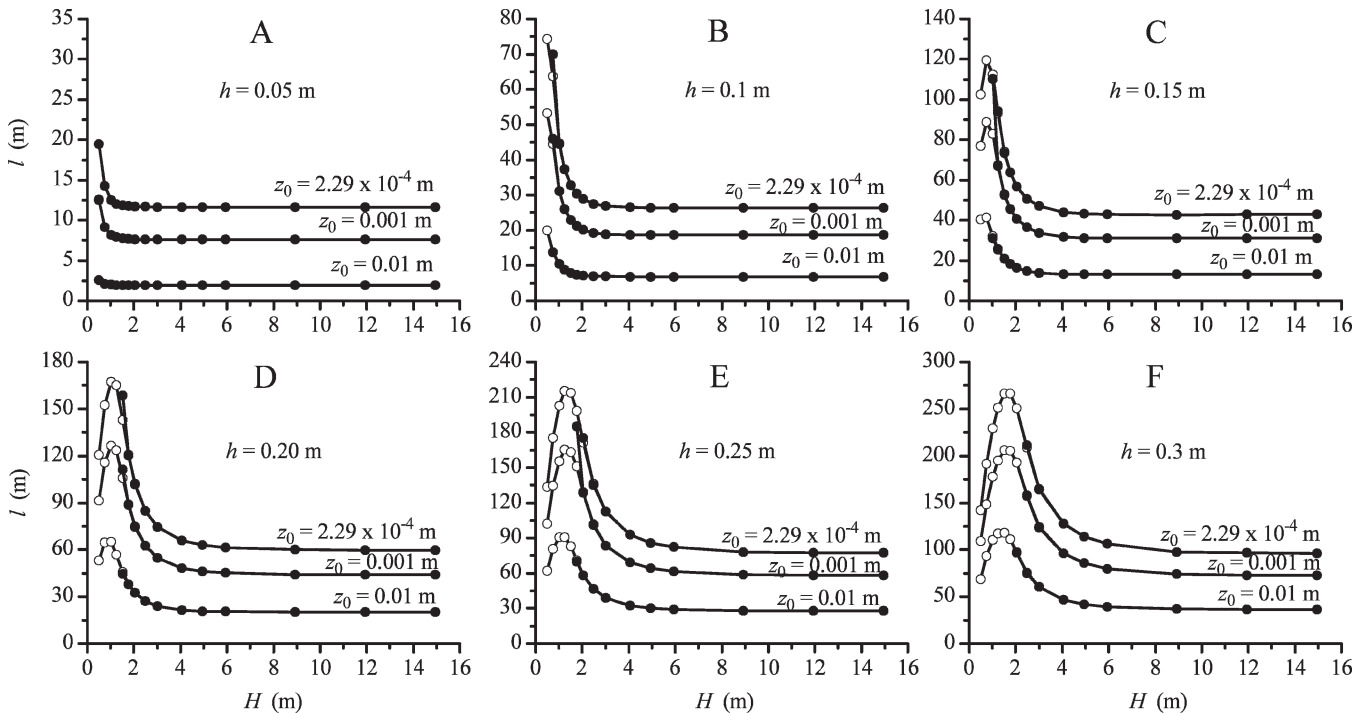 A
h = 0.05 m
z₀ = 2.29 x 10⁻⁴ m
z₀ = 0.001 m
z₀ = 0.01 m
l (m)
35
30
25
20
15
10
5
0
0 2 4 6 8 10 12 14 16
B
h = 0.1 m
z₀ = 2.29 x 10⁻⁴ m
z₀ = 0.001 m
z₀ = 0.01 m
80
70
60
50
40
30
20
10
0
0 2 4 6 8 10 12 14 16
C
h = 0.15 m
z₀ = 2.29 x 10⁻⁴ m
z₀ = 0.001 m
z₀ = 0.01 m
140
120
100
80
60
40
20
0
0 2 4 6 8 10 12 14 16
D
h = 0.20 m
z₀ = 2.29 x 10⁻⁴ m
z₀ = 0.001 m
z₀ = 0.01 m
l (m)
180
150
120
90
60
30
0
0 2 4 6 8 10 12 14 16
H (m)
E
h = 0.25 m
z₀ = 2.29 x 10⁻⁴ m
z₀ = 0.001 m
z₀ = 0.01 m
240
210
180
150
120
90
60
30
0
0 2 4 6 8 10 12 14 16
H (m)
F
h = 0.3 m
z₀ = 2.29 x 10⁻⁴ m
z₀ = 0.001 m
z₀ = 0.01 m
300
250
200
150
100
50
0
0 2 4 6 8 10 12 14 16
H (m)